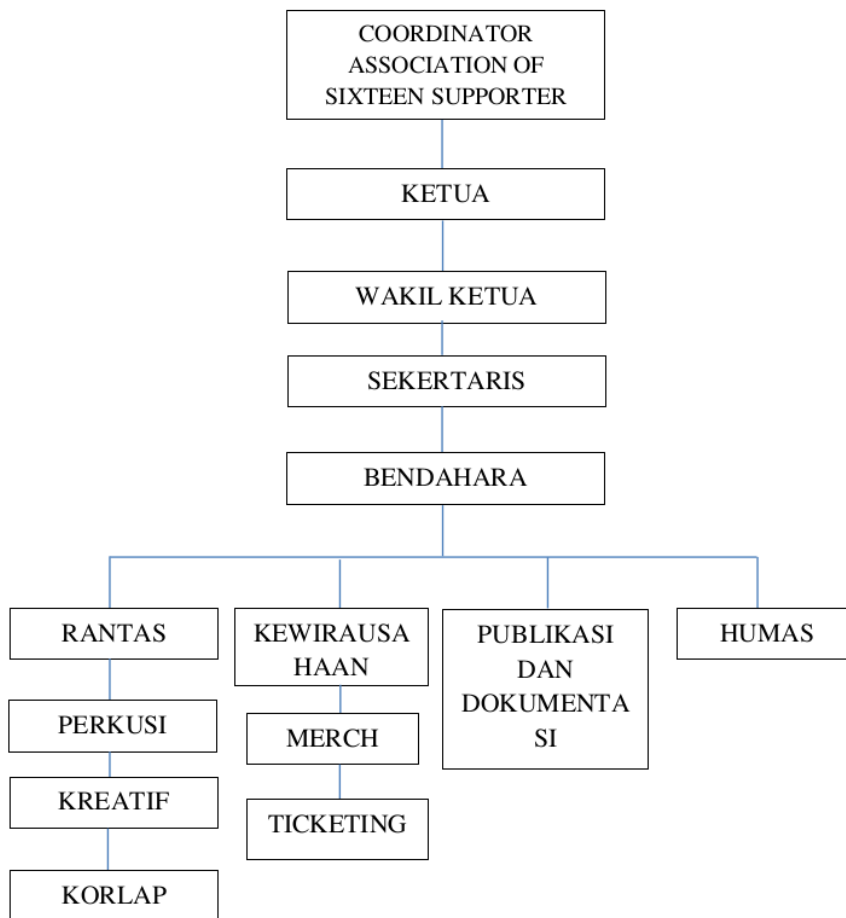 COORDINATOR
ASSOCIATION OF
SIXTEEN SUPPORTER
KETUA
WAKIL KETUA
SEKERTARIS
BENDAHARA
RANTAS
PERKUSI
KREATIF
KORLAP
KEWIRAUSA
HAAN
MERCH
TICKETING
PUBLIKASI
DAN
DOKUMENTA
SI
HUMAS